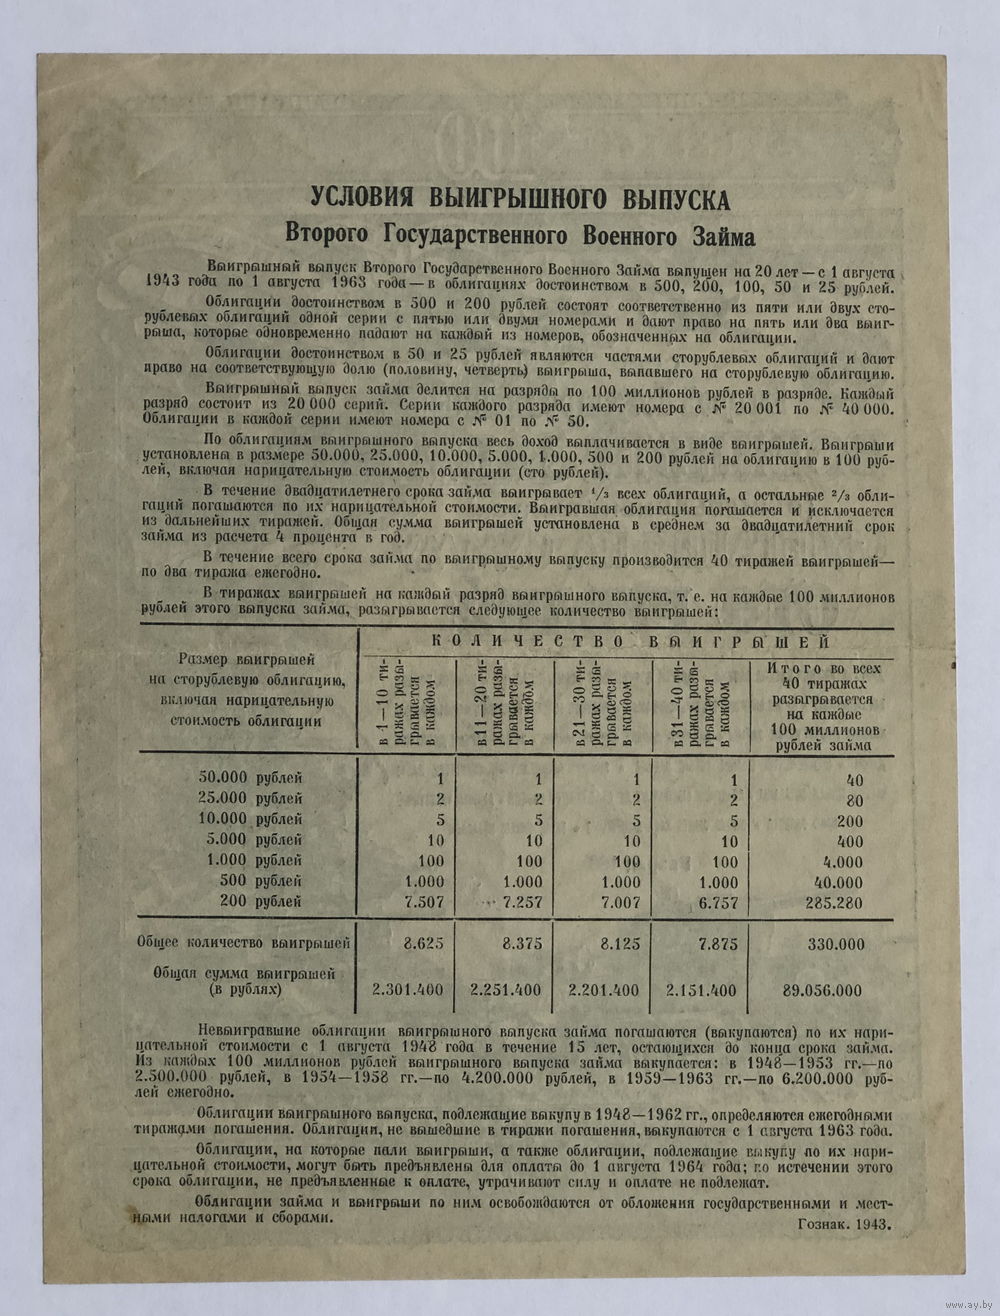 УСЛОВИЯ ВЫИГРЫШНОГО ВЫПУСКА
Второго Государственного Военного Займа
Выигрышный выпуск Второго Государственного Военного Займа выпущен на 20 лет — с 1 августа
1943 года по 1 августа 1963 года — в облигациях достоинством в 500, 200, 100, 50 и 25 рублей.
Облигации достоинством в 500 и 200 рублей состоят соответственно из пяти или двух сто-
рублевых облигаций одной серии с пятью или двумя номерами и дают право на пять или два выиг-
рыша, которые одновременно падают на каждый из номеров, обозначенных на облигации.
Облигации достоинством в 50 и 25 рублей являются частями сторублевых облигаций и дают
право на соответствующую долю (половину, четверть) выигрыша, выпавшего на сторублевую облигацию.
Выигрышный выпуск займа делится на разряды по 100 миллионов рублей в разряде. Каждый
разряд состоит из 20 000 серий. Серии каждого разряда имеют номера с № 20 001 по № 40 000.
Облигации в каждой серии имеют номера с № 01 по № 50.
По облигациям выигрышного выпуска весь доход выплачивается в виде выигрышей. Выигрыши
установлены в размере 50.000, 25.000, 10.000, 5.000, 1.000, 500 и 200 рублей на облигацию в 100 руб-
лей, включая нарицательную стоимость облигации (сто рублей).
В течение двадцатилетнего срока займа выигрывает ¹/₃ всех облигаций, а остальные ²/₃ обли-
гаций погашаются по их нарицательной стоимости. Выигравшая облигация погашается и исключается
из дальнейших тиражей. Общая сумма выигрышей установлена в среднем за двадцатилетний срок
займа из расчета 4 процента в год.
В течение всего срока займа по выигрышному выпуску производится 40 тиражей выигрышей—
по два тиража ежегодно.
В тиражах выигрышей на каждый разряд выигрышного выпуска, т. е. на каждые 100 миллионов
рублей этого выпуска займа, разыгрывается следующее количество выигрышей:
КОЛИЧЕСТВО ВЫИГРЫШЕЙ
Размер выигрышей
на сторублевую облигацию,
включая нарицательную
стоимость облигации
в 1—10 ти-
ражах разы-
грывается
в каждом
в 11—20 ти-
ражах разы-
грывается
в каждом
в 21—30 ти-
ражах разы-
грывается
в каждом
в 31—40 ти-
ражах разы-
грывается
в каждом
Итого во всех
40 тиражах
разыгрывается
на каждые
100 миллионов
рублей займа
50.000 рублей 1 1 1 1 40
25.000 рублей 2 2 2 2 80
10.000 рублей 5 5 5 5 200
5.000 рублей 10 10 10 10 400
1.000 рублей 100 100 100 100 4.000
500 рублей 1.000 1.000 1.000 1.000 40.000
200 рублей 7.507 7.257 7.007 6.757 285.280
Общее количество выигрышей 8.625 8.375 8.125 7.875 330.000
Общая сумма выигрышей
(в рублях) 2.301.400 2.251.400 2.201.400 2.151.400 89.056.000
Невыигравшие облигации выигрышного выпуска займа погашаются (выкупаются) по их нари-
цательной стоимости с 1 августа 1948 года в течение 15 лет, остающихся до конца срока займа.
Из каждых 100 миллионов рублей выигрышного выпуска займа выкупается: в 1948—1953 гг.—по
2.500.000 рублей, в 1954—1958 гг.—по 4.200.000 рублей, в 1959—1963 гг.—по 6.200.000 руб-
лей ежегодно.
Облигации выигрышного выпуска, подлежащие выкупу в 1948—1962 гг., определяются ежегодными
тиражами погашения. Облигации, не вышедшие в тиражи погашения, выкупаются с 1 августа 1963 года.
Облигации, на которые пали выигрыши, а также облигации, подлежащие выкупу по их нари-
цательной стоимости, могут быть предъявлены для оплаты до 1 августа 1964 года; по истечении этого
срока облигации, не предъявленные к оплате, утрачивают силу и оплате не подлежат.
Облигации займа и выигрыши по ним освобождаются от обложения государственными и мест-
ными налогами и сборами.
Гознак. 1943.
www.ay.by